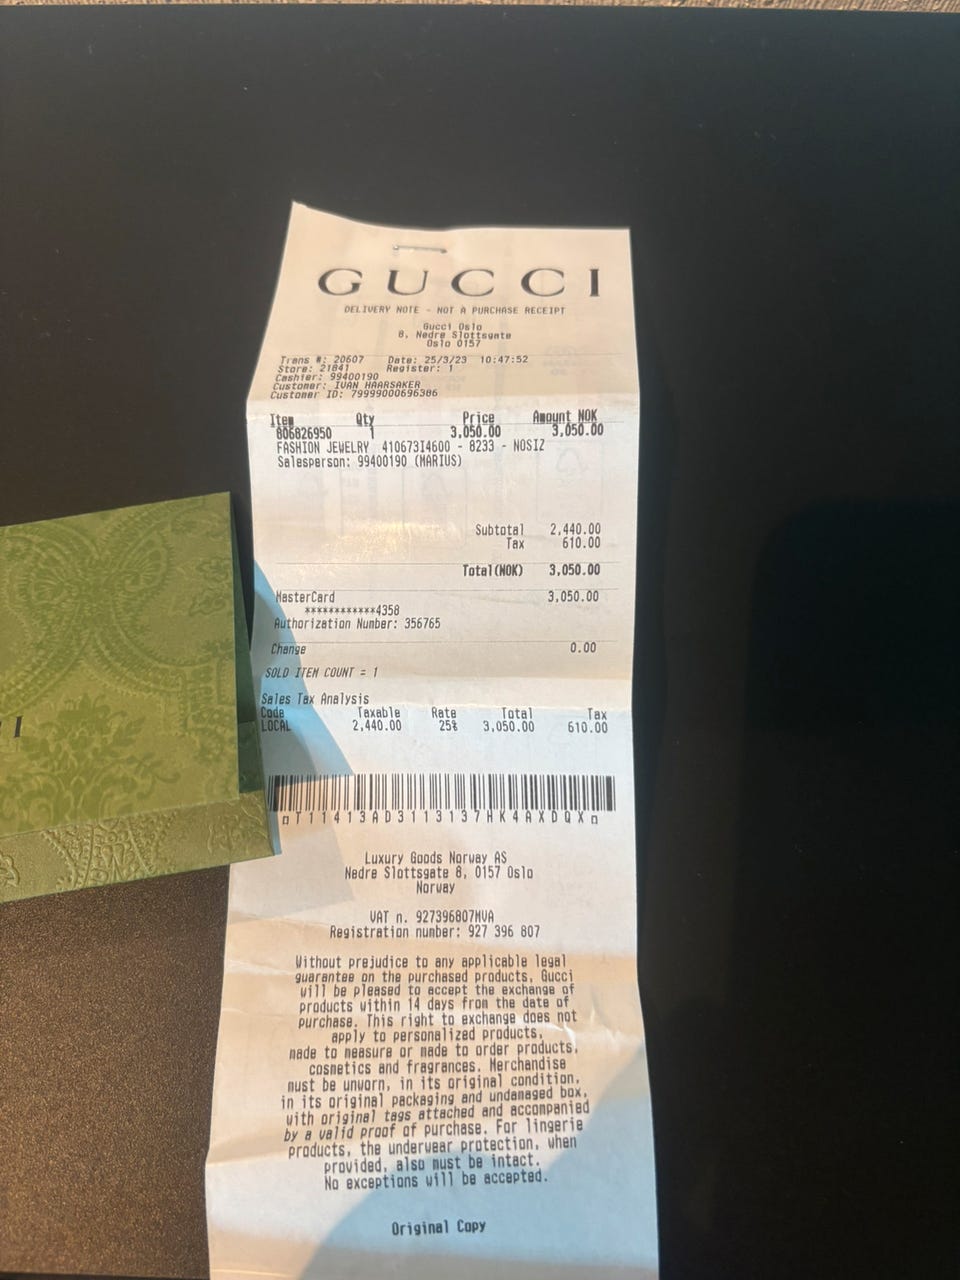 GUCCI
DELIVERY NOTE - NOT A PURCHASE RECEIPT
Gucci Oslo
8, Nedre Slottsgate
Oslo 0157
Trans #: 20607 Date: 25/3/23 10:47:52
Store: 21841 Register: 1
Cashier: 99400190
Customer: IVAN HAARSAKER
Customer ID: 79999000696386
Item Qty Price Amount NOK
806826950 1 3,050.00 3,050.00
FASHION JEWELRY 410673I4600 - 8233 - NOSIZ
Salesperson: 99400190 (MARIUS)
Subtotal 2,440.00
Tax 610.00
Total(NOK) 3,050.00
MasterCard 3,050.00
************4358
Authorization Number: 356765
Change 0.00
SOLD ITEM COUNT = 1
Sales Tax Analysis
Code Taxable Rate Total Tax
LOCAL 2,440.00 25% 3,050.00 610.00
T11413AD3113137HK4AXDQX
Luxury Goods Norway AS
Nedre Slottsgate 8, 0157 Oslo
Norway
VAT n. 927396807MVA
Registration number: 927 396 807
Without prejudice to any applicable legal
guarantee on the purchased products, Gucci
will be pleased to accept the exchange of
products within 14 days from the date of
purchase. This right to exchange does not
apply to personalized products,
made to measure or made to order products,
cosmetics and fragrances. Merchandise
must be unworn, in its original condition,
in its original packaging and undamaged box,
with original tags attached and accompanied
by a valid proof of purchase. For lingerie
products, the underwear protection, when
provided, also must be intact.
No exceptions will be accepted.
Original Copy